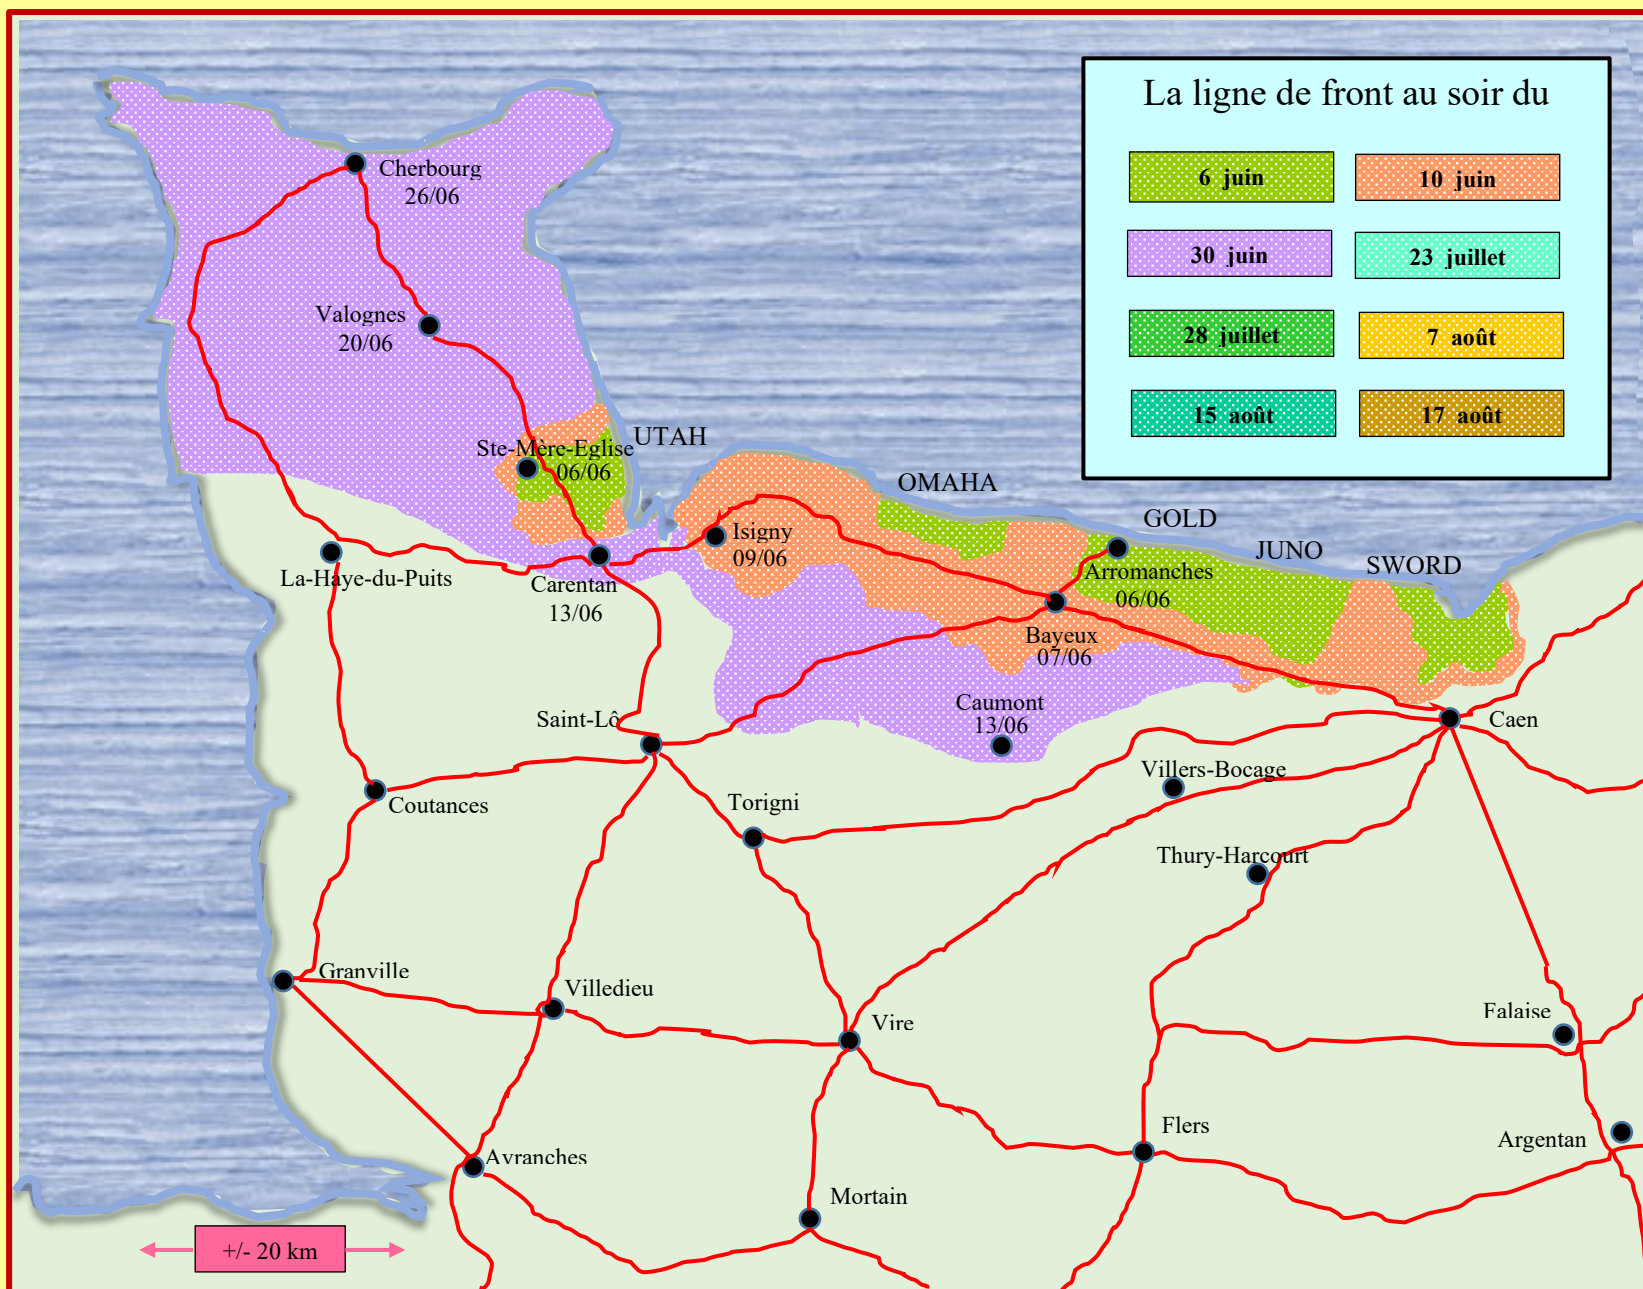 La ligne de front au soir du
6 juin
10 juin
30 juin
23 juillet
28 juillet
7 août
15 août
17 août
Cherbourg
26/06
Valognes
20/06
UTAH
Ste-Mère-Eglise
06/06
OMAHA
GOLD
JUNO
SWORD
Isigny
09/06
La-Haye-du-Puits
Carentan
13/06
Arromanches
06/06
Bayeux
07/06
Caumont
13/06
Saint-Lô
Caen
Villers-Bocage
Coutances
Torigni
Thury-Harcourt
Granville
Villedieu
Vire
Falaise
Flers
Argentan
Avranches
Mortain
+/- 20 km